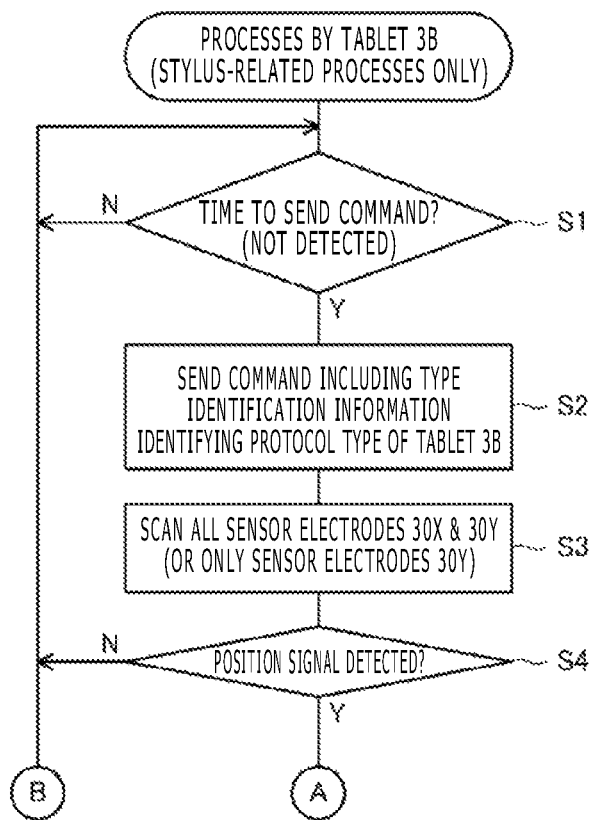 PROCESSES BY TABLET 3B
(STYLUS-RELATED PROCESSES ONLY)
N
TIME TO SEND COMMAND?
(NOT DETECTED)
S1
Y
SEND COMMAND INCLUDING TYPE
IDENTIFICATION INFORMATION
IDENTIFYING PROTOCOL TYPE OF TABLET 3B
S2
SCAN ALL SENSOR ELECTRODES 30X & 30Y
(OR ONLY SENSOR ELECTRODES 30Y)
S3
N
POSITION SIGNAL DETECTED?
S4
Y
B
A